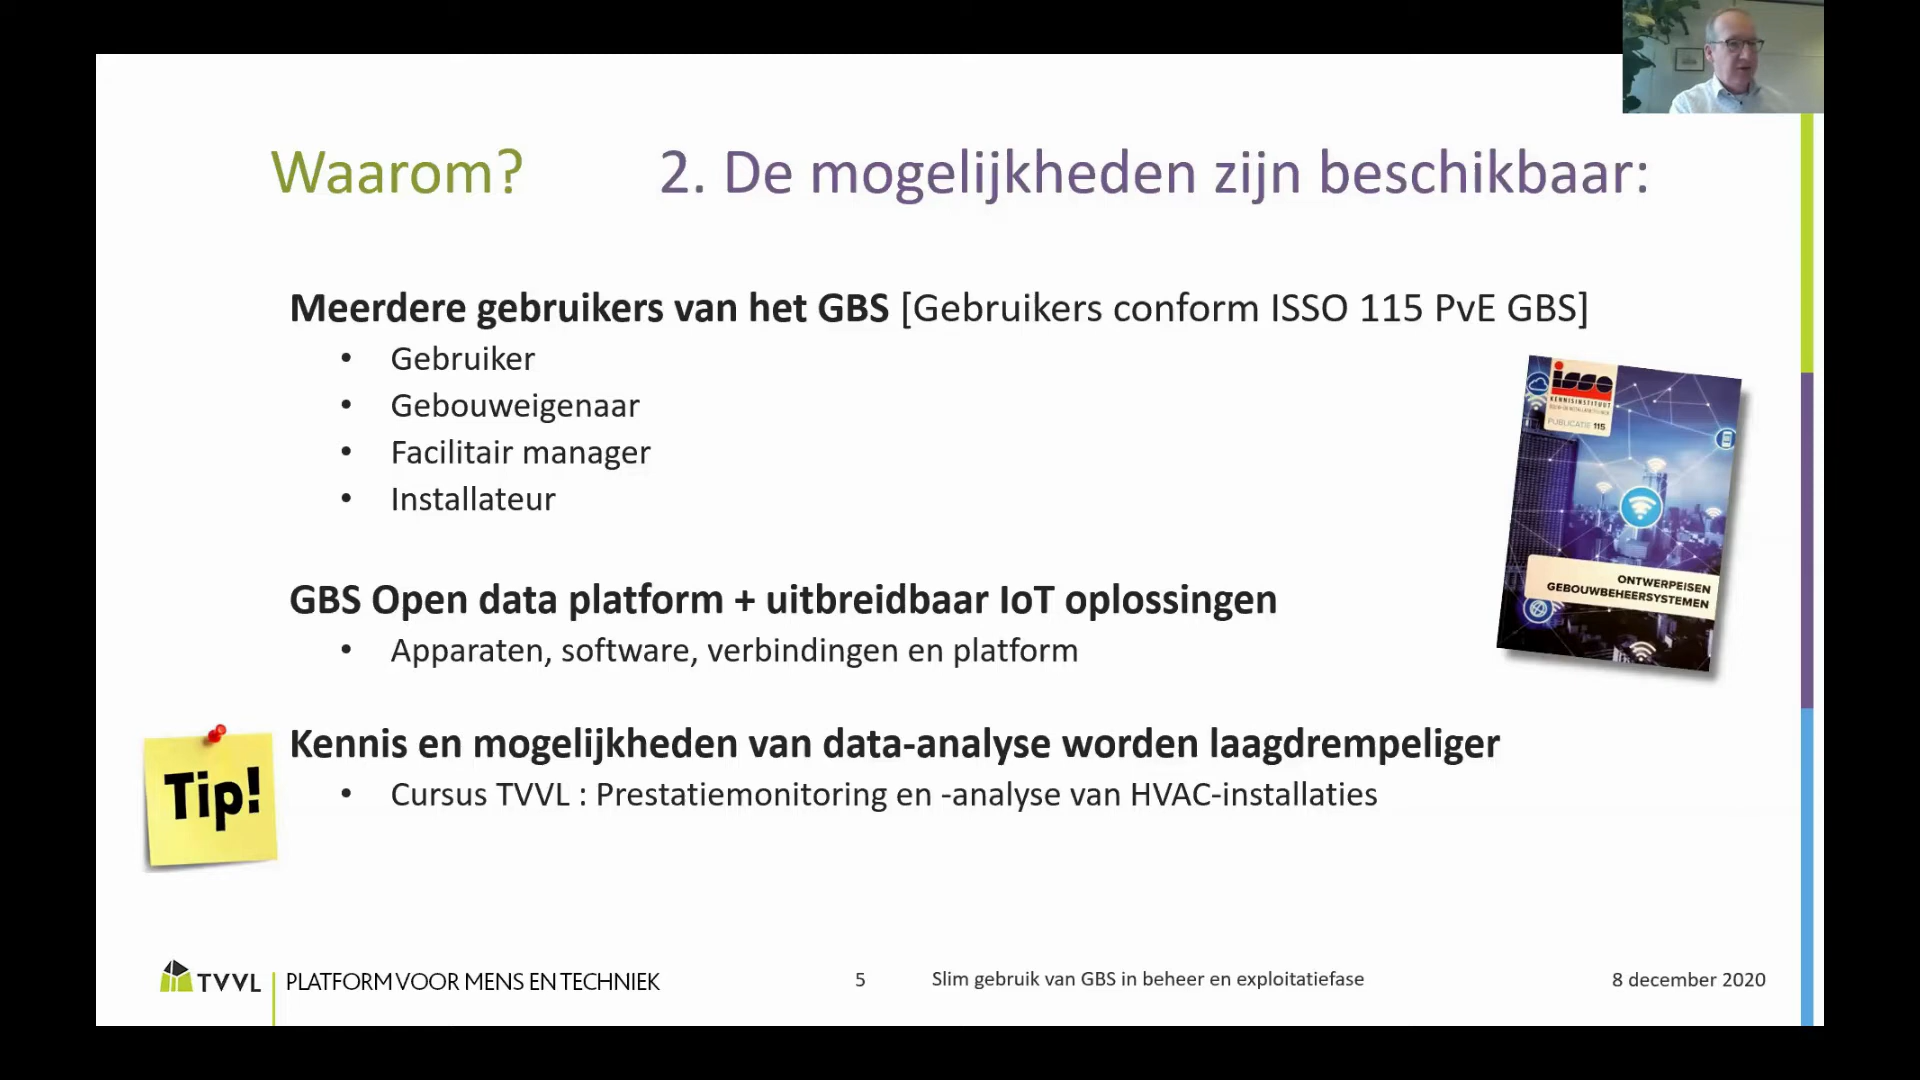 Waarom? 2. De mogelijkheden zijn beschikbaar:
Meerdere gebruikers van het GBS [Gebruikers conform ISSO 115 PvE GBS]
• Gebruiker
• Gebouweigenaar
• Facilitair manager
• Installateur
isso
KENNISINSTITUUT
PUBLICATIE 115
ONTWERPEISEN
GEBOUWBEHEERSYSTEMEN
GBS Open data platform + uitbreidbaar IoT oplossingen
• Apparaten, software, verbindingen en platform
Tip!
Kennis en mogelijkheden van data-analyse worden laagdrempeliger
• Cursus TVVL : Prestatiemonitoring en -analyse van HVAC-installaties
TVVL PLATFORM VOOR MENS EN TECHNIEK
5
Slim gebruik van GBS in beheer en exploitatiefase
8 december 2020